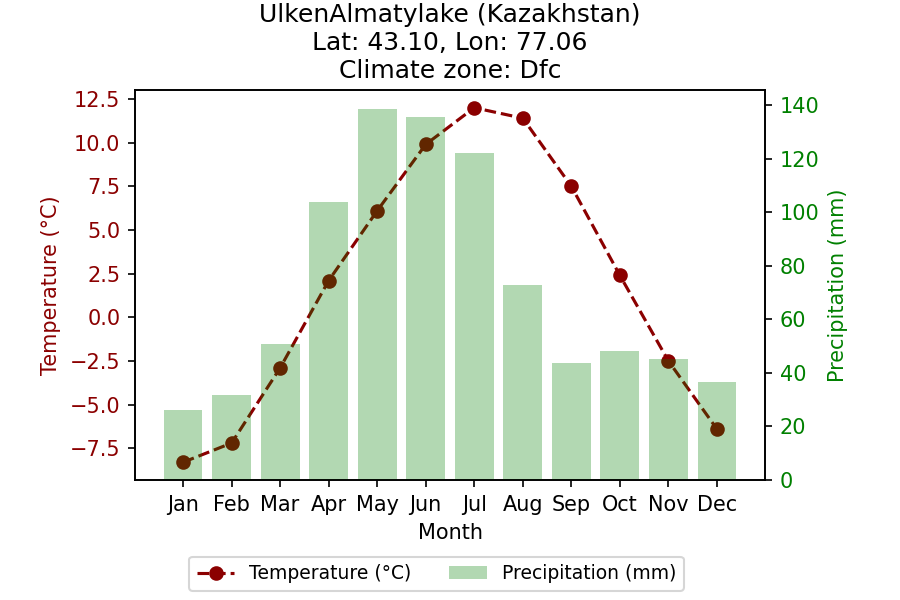 UlkenAlmatylake (Kazakhstan)
Lat: 43.10, Lon: 77.06
Climate zone: Dfc
12.5
10.0
7.5
5.0
2.5
0.0
−2.5
−5.0
−7.5
Temperature (°C)
140
120
100
80
60
40
20
0
Precipitation (mm)
Jan Feb Mar Apr May Jun Jul Aug Sep Oct Nov Dec
Month
Temperature (°C) Precipitation (mm)